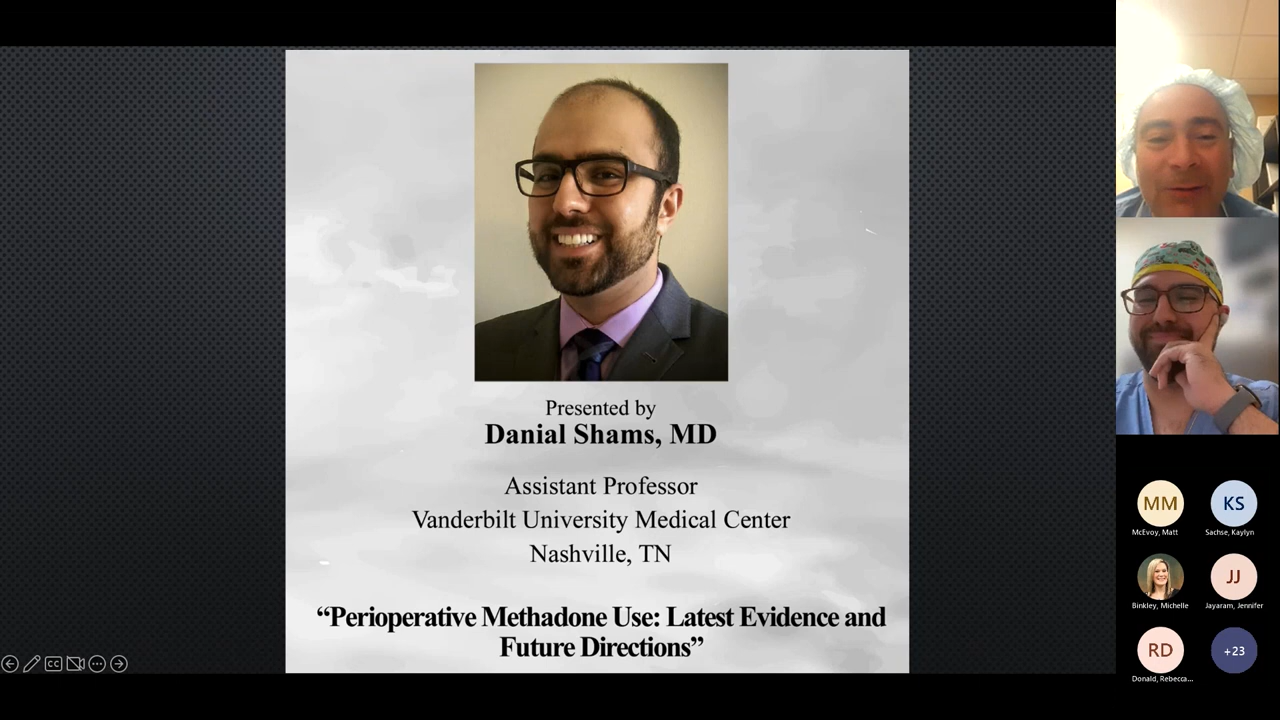 Presented by
Danial Shams, MD
Assistant Professor
Vanderbilt University Medical Center
Nashville, TN
“Perioperative Methadone Use: Latest Evidence and
Future Directions”
CC
MM
KS
McEvoy, Matt
Sachse, Kaylyn
JJ
Binkley, Michelle
Jayaram, Jennifer
RD
+23
Donald, Rebecca...